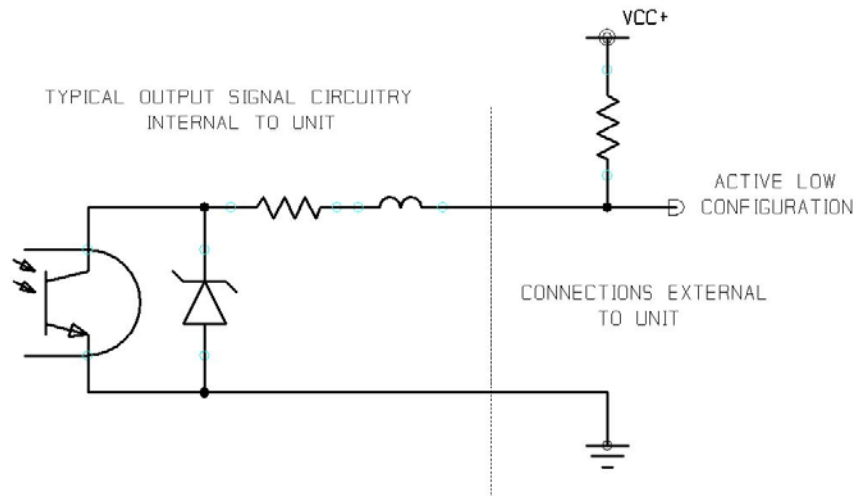 VCC+
TYPICAL OUTPUT SIGNAL CIRCUITRY
INTERNAL TO UNIT
ACTIVE LOW
CONFIGURATION
CONNECTIONS EXTERNAL
TO UNIT